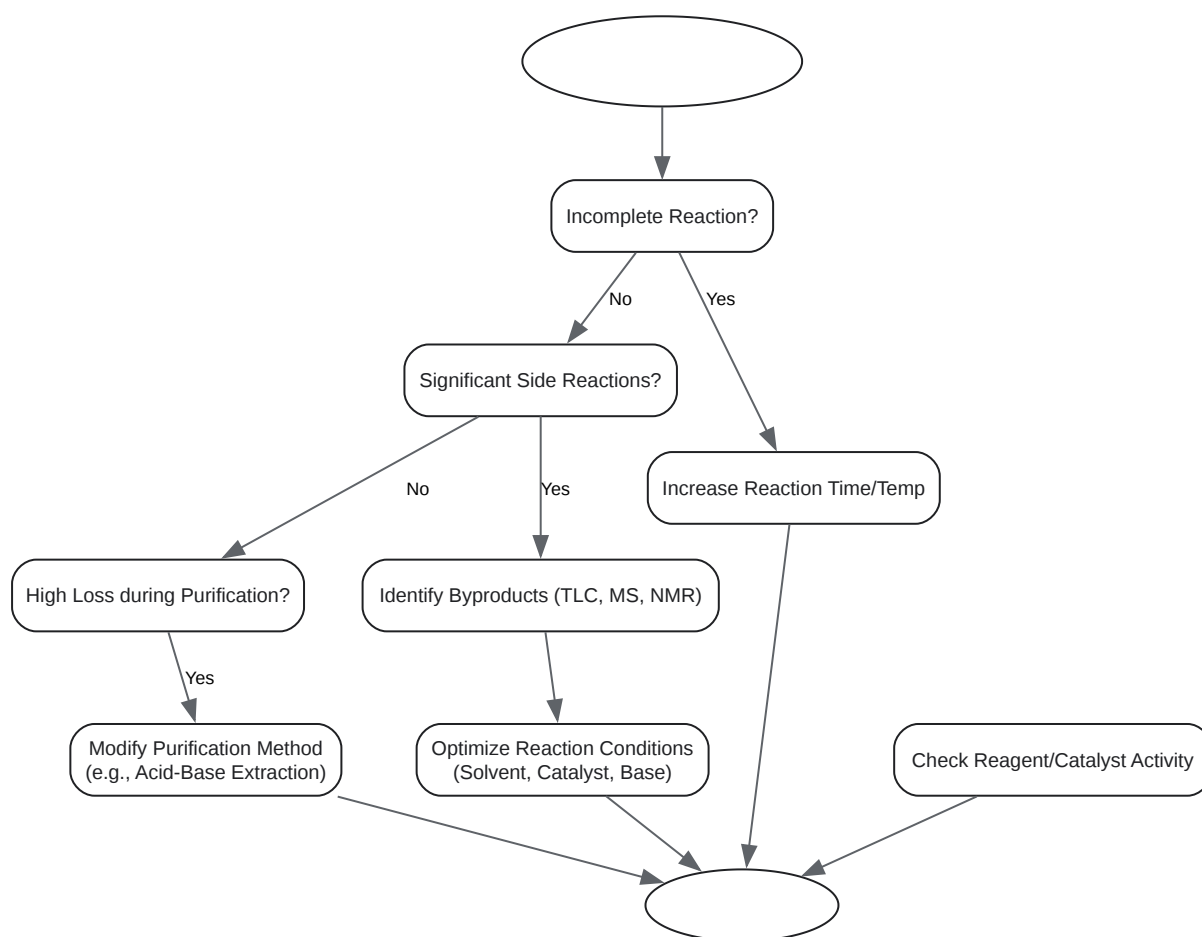 Incomplete Reaction?
No
Yes
Significant Side Reactions?
No
Yes
Increase Reaction Time/Temp
High Loss during Purification?
Identify Byproducts (TLC, MS, NMR)
Yes
Modify Purification Method
(e.g., Acid-Base Extraction)
Optimize Reaction Conditions
(Solvent, Catalyst, Base)
Check Reagent/Catalyst Activity